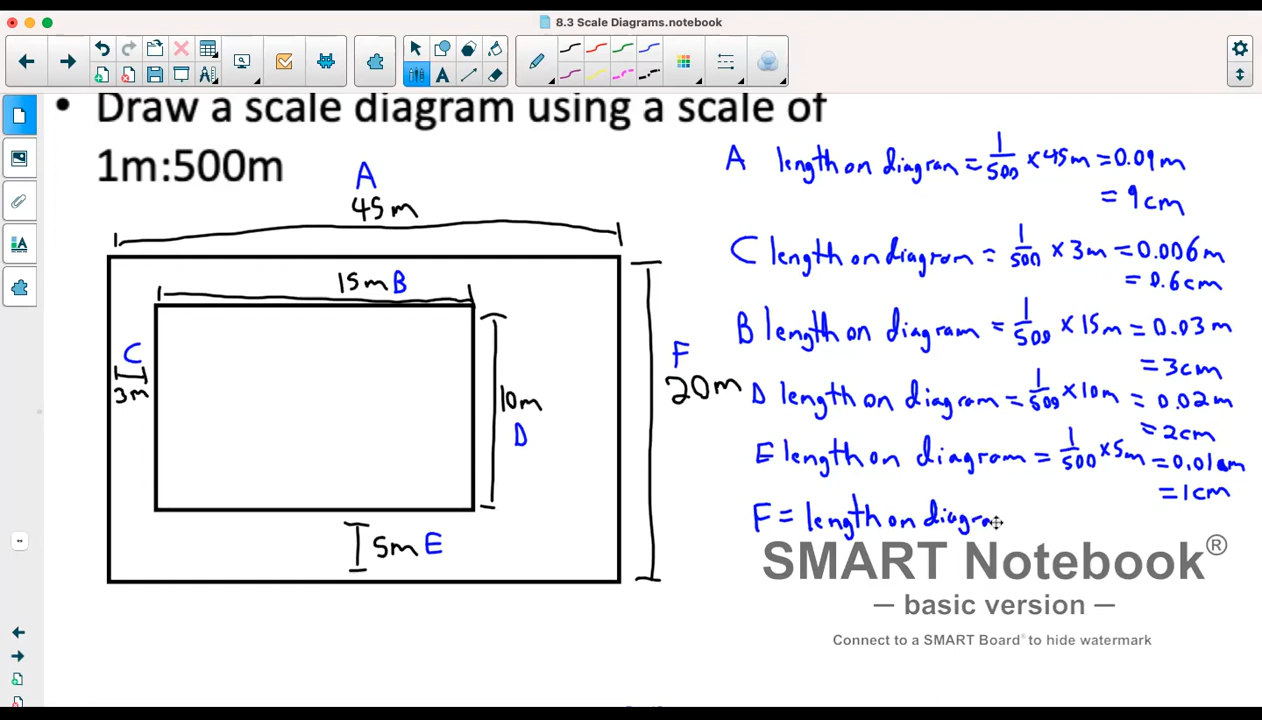 8.3 Scale Diagrams.notebook
• Draw a scale diagram using a scale of
1m:500m
A
45m
15m B
C
3m
10m
D
F
20m
5m E
A length on diagram = 1/500 × 45m = 0.09m
= 9cm
C length on diagram = 1/500 × 3m = 0.006m
= 0.6cm
B length on diagram = 1/500 × 15m = 0.03m
= 3cm
D length on diagram = 1/500 × 10m = 0.02m
= 2cm
E length on diagram = 1/500 × 5m = 0.01m
= 1cm
F = length on diagra
SMART Notebook®
— basic version —
Connect to a SMART Board® to hide watermark